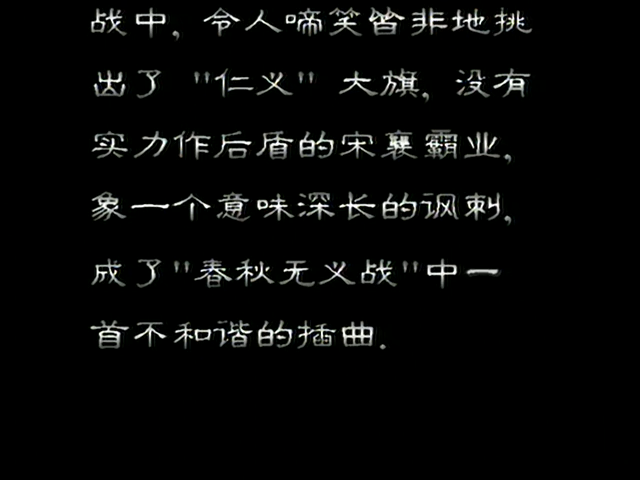 战中, 令人啼笑皆非地挑
出了 "仁义" 大旗, 没有
实力作后盾的宋襄霸业,
象一个意味深长的讽刺,
成了"春秋无义战"中一
首不和谐的插曲.